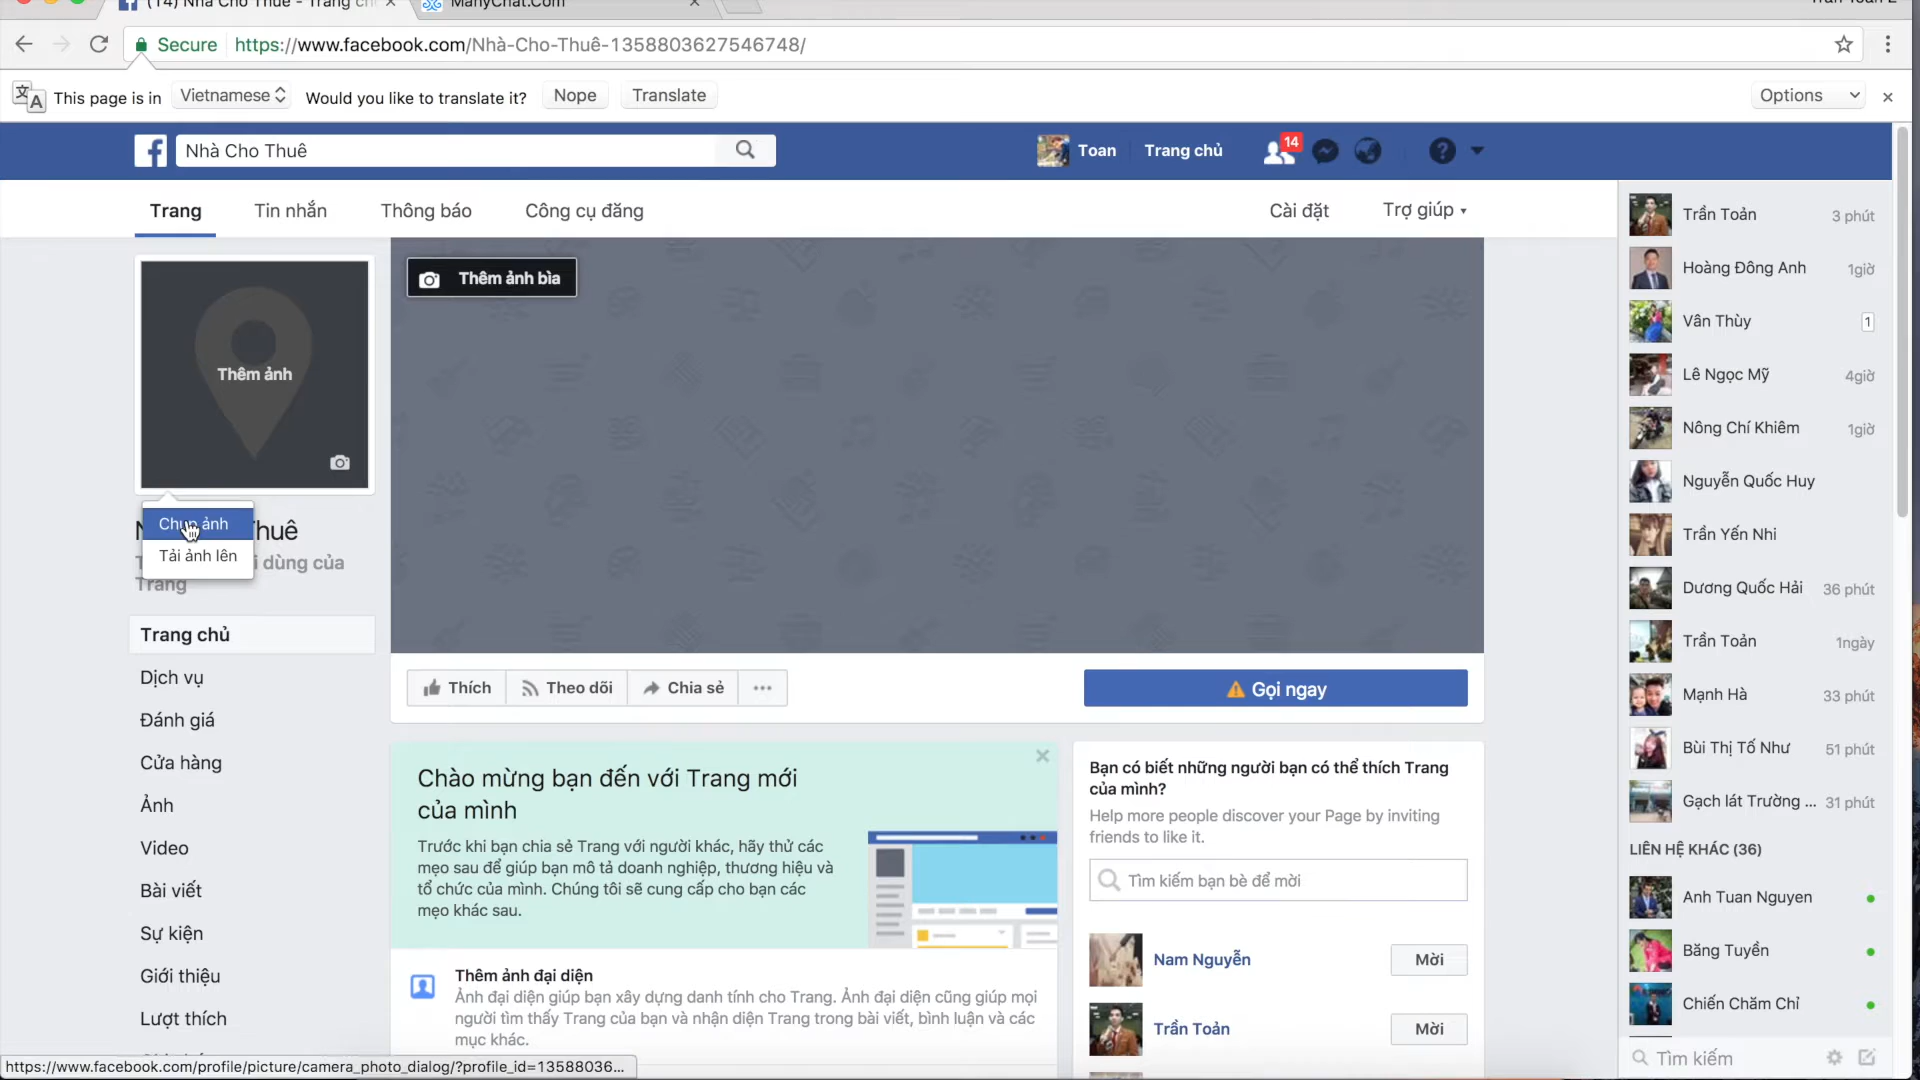 (14) Nhà Cho Thuê - Trang ch
ManyChat.Com
Secure
https://www.facebook.com/Nhà-Cho-Thuê-1358803627546748/
This page is in
Vietnamese
Would you like to translate it?
Nope
Translate
Options
Nhà Cho Thuê
Toan
Trang chủ
14
Trang
Tin nhắn
Thông báo
Công cụ đăng
Cài đặt
Trợ giúp
Thêm ảnh
Thêm ảnh bìa
Chụp ảnh
Tải ảnh lên
huê
i dùng của
Trang
Trang chủ
Dịch vụ
Đánh giá
Cửa hàng
Ảnh
Video
Bài viết
Sự kiện
Giới thiệu
Lượt thích
Thích
Theo dõi
Chia sẻ
Gọi ngay
Chào mừng bạn đến với Trang mới
của mình
Trước khi bạn chia sẻ Trang với người khác, hãy thử các
mẹo sau để giúp bạn mô tả doanh nghiệp, thương hiệu và
tổ chức của mình. Chúng tôi sẽ cung cấp cho bạn các
mẹo khác sau.
Thêm ảnh đại diện
Ảnh đại diện giúp bạn xây dựng danh tính cho Trang. Ảnh đại diện cũng giúp mọi
người tìm thấy Trang của bạn và nhận diện Trang trong bài viết, bình luận và các
mục khác.
Bạn có biết những người bạn có thể thích Trang
của mình?
Help more people discover your Page by inviting
friends to like it.
Tìm kiếm bạn bè để mời
Nam Nguyễn
Mời
Trần Toản
Mời
Trần Toản
3 phút
Hoàng Đông Anh
1giờ
Vân Thùy
1
Lê Ngọc Mỹ
4giờ
Nông Chí Khiêm
1giờ
Nguyễn Quốc Huy
Trần Yến Nhi
Dương Quốc Hải
36 phút
Trần Toản
1ngày
Mạnh Hà
33 phút
Bùi Thị Tố Như
51 phút
Gạch lát Trường ...
31 phút
LIÊN HỆ KHÁC (36)
Anh Tuan Nguyen
Băng Tuyền
Chiến Chăm Chỉ
Tìm kiếm
https://www.facebook.com/profile/picture/camera_photo_dialog/?profile_id=13588036...